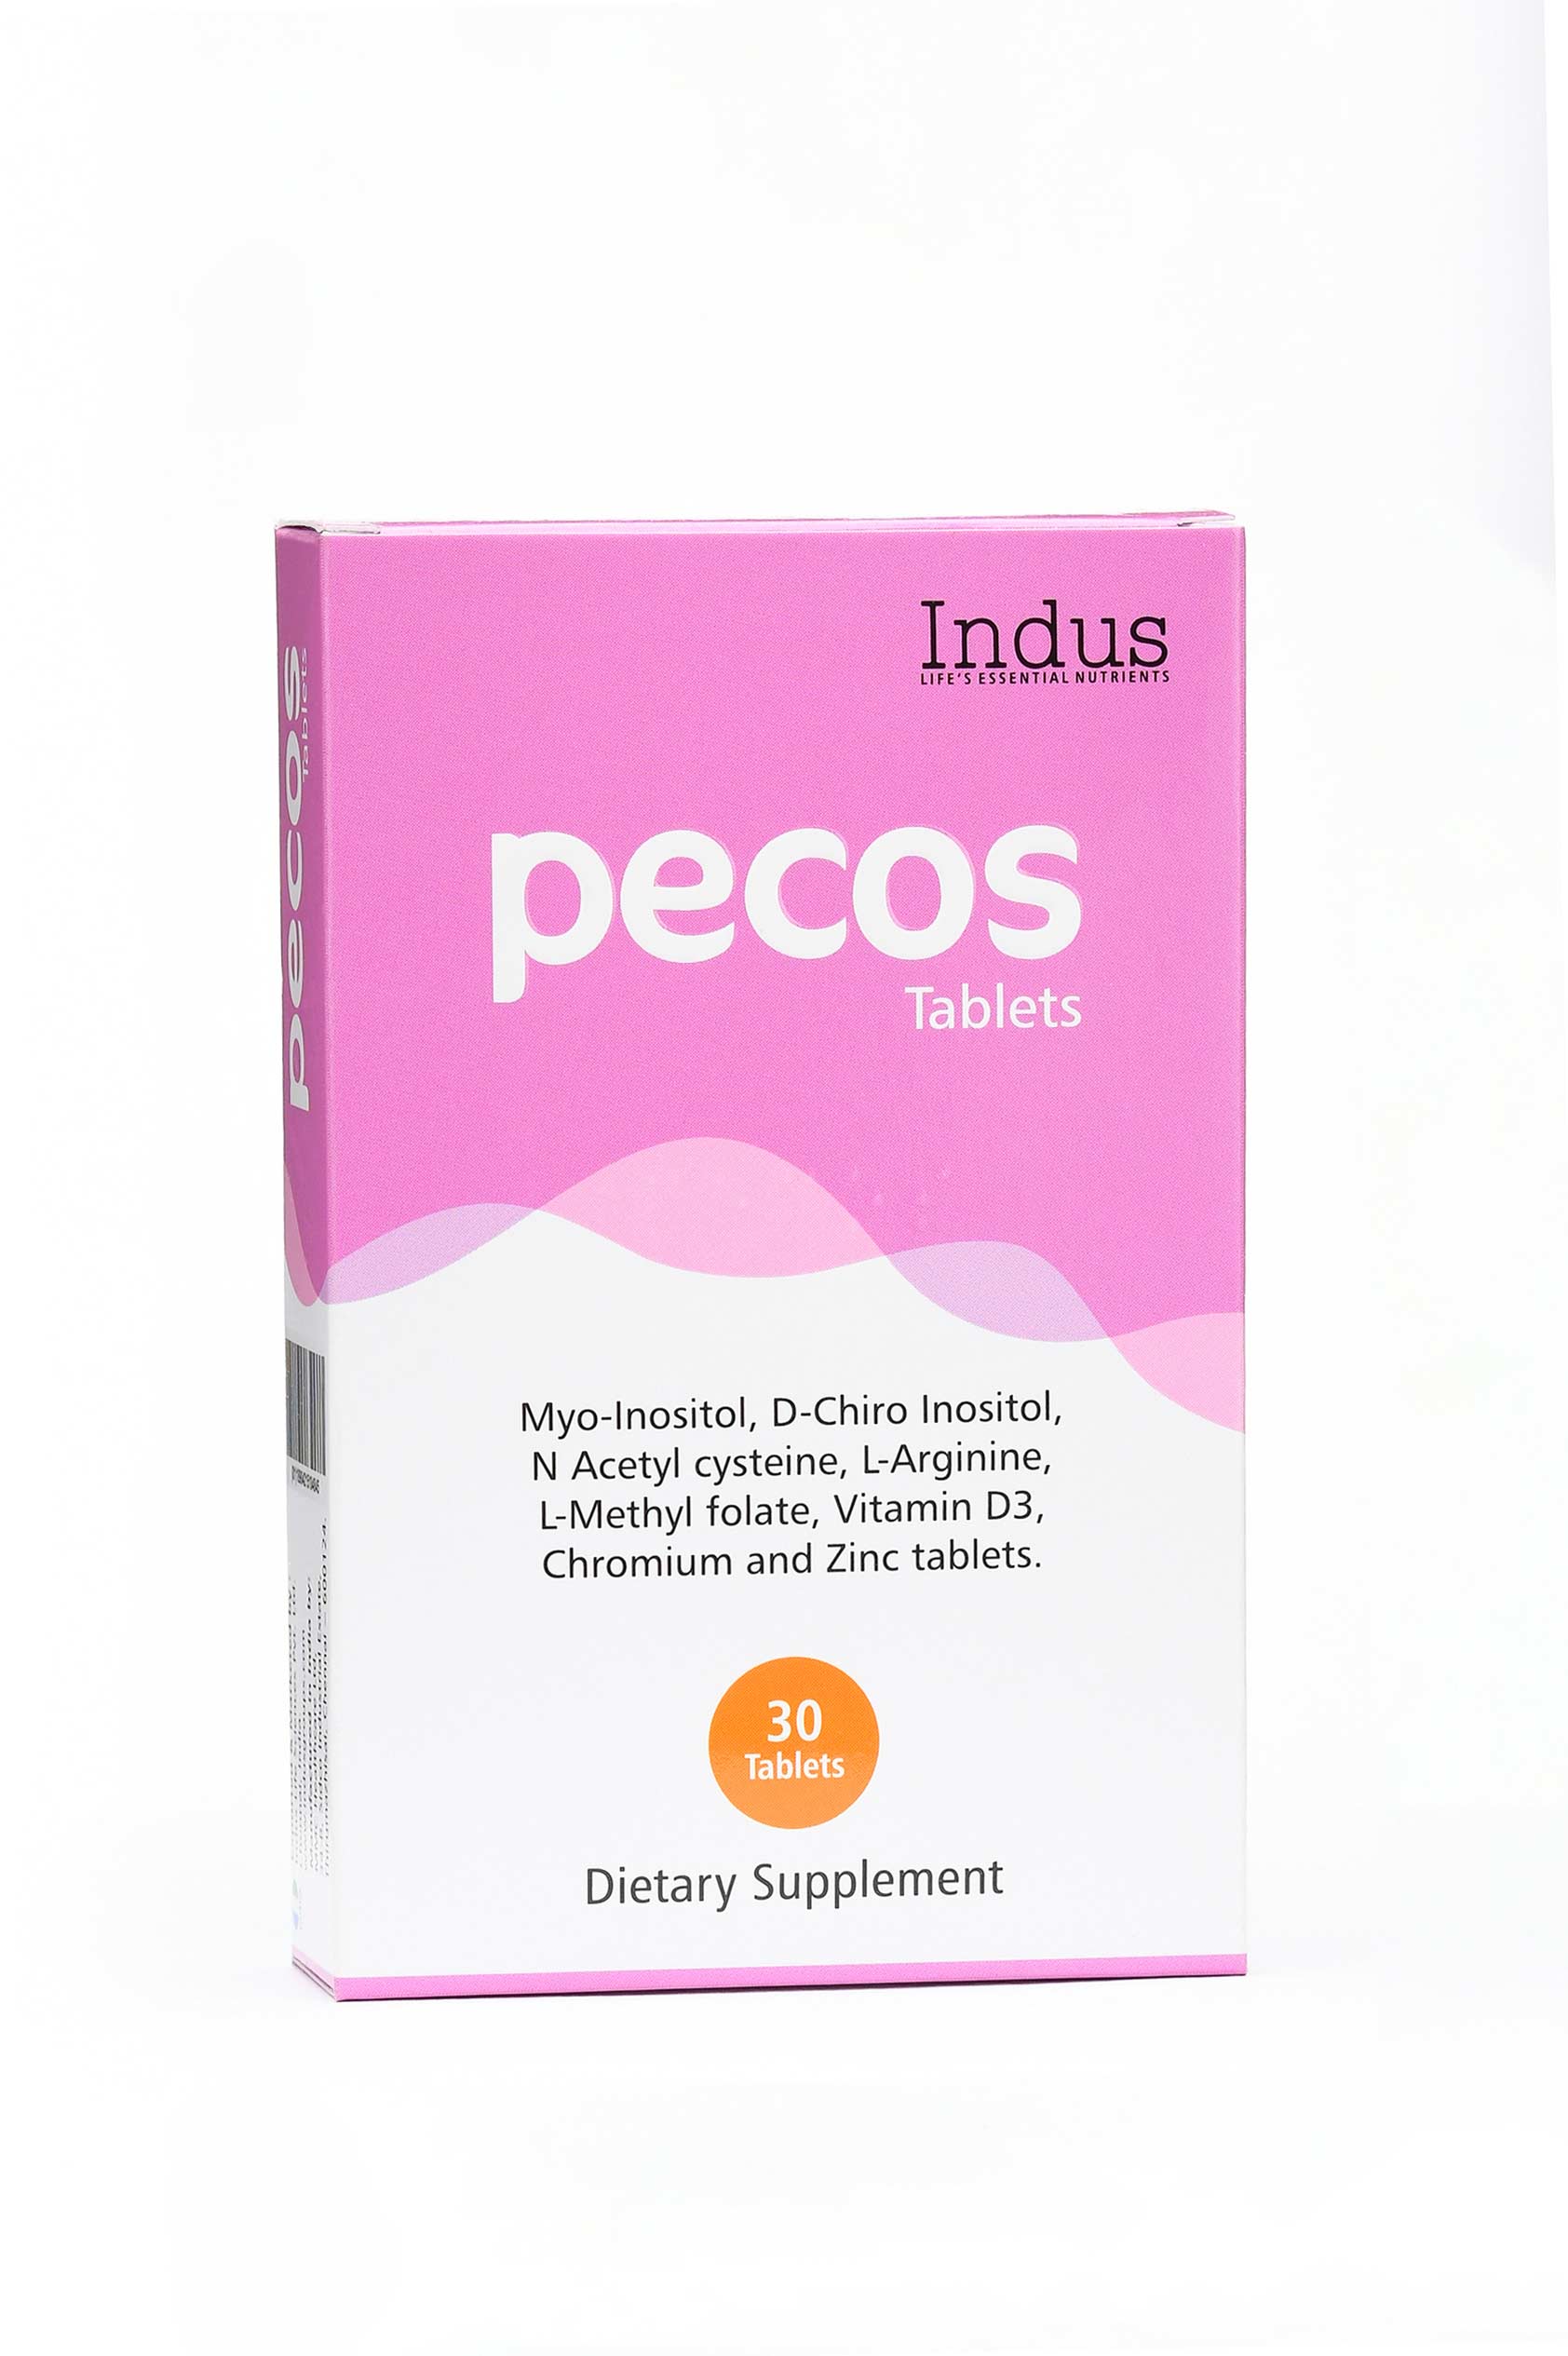 Indus
LIFE'S ESSENTIAL NUTRIENTS
pecos
Tablets
Myo-Inositol, D-Chiro Inositol,
N Acetyl cysteine, L-Arginine,
L-Methyl folate, Vitamin D3,
Chromium and Zinc tablets.
30
Tablets
Dietary Supplement
pecos
Tablets